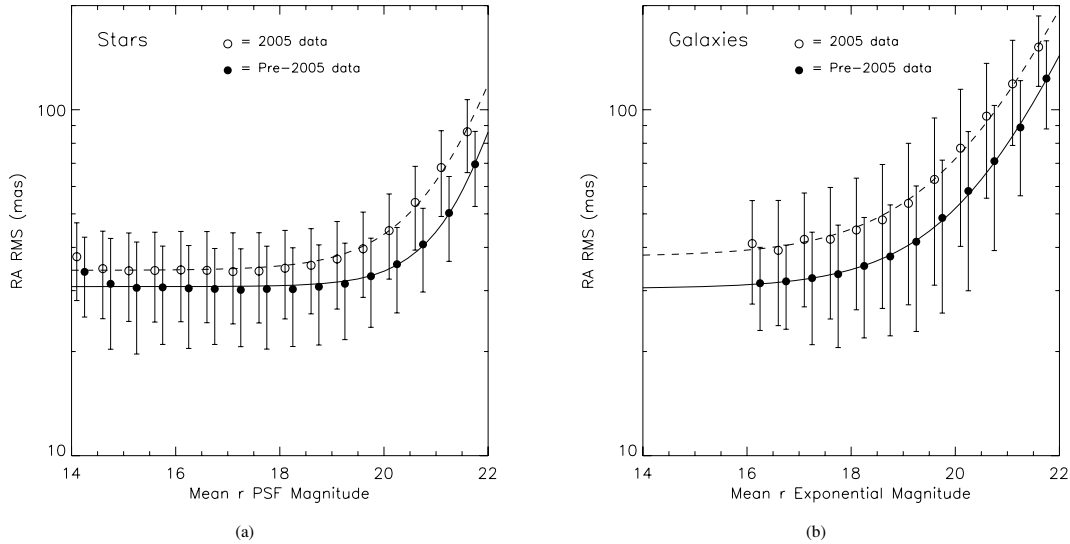 Stars
○ = 2005 data
● = Pre−2005 data
100
10
RA RMS (mas)
14 16 18 20 22
Mean r PSF Magnitude
(a)
Galaxies
○ = 2005 data
● = Pre−2005 data
100
10
RA RMS (mas)
14 16 18 20 22
Mean r Exponential Magnitude
(b)